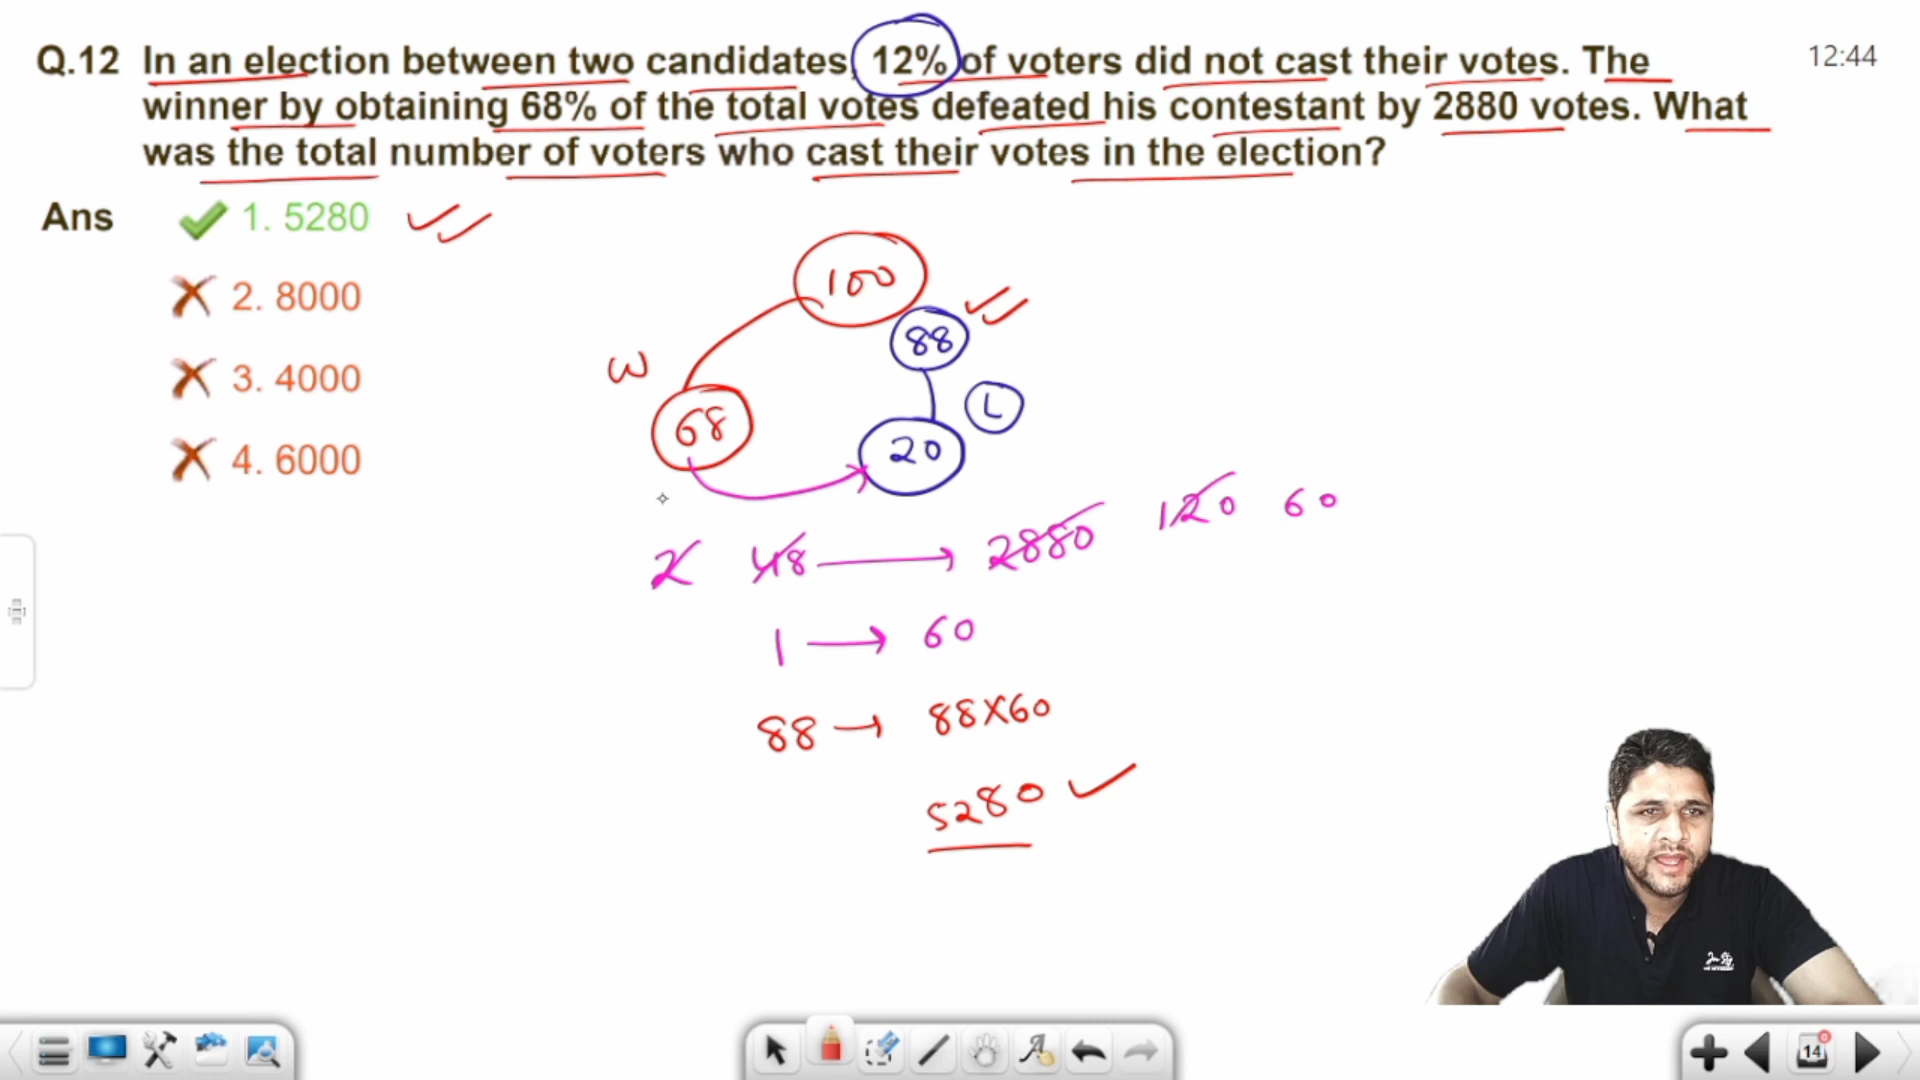 Q.12 In an election between two candidates, 12% of voters did not cast their votes. The
winner by obtaining 68% of the total votes defeated his contestant by 2880 votes. What
was the total number of voters who cast their votes in the election?
12:44
Ans
1. 5280
2. 8000
3. 4000
4. 6000
100
88
W
68
L
20
2 48 → 2880 120 60
1 → 60
88 → 88X60
5280
14